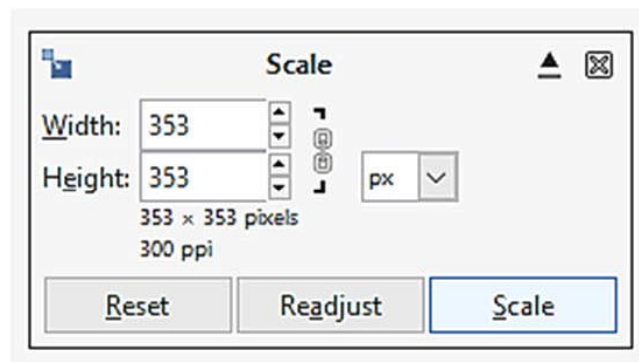 Scale
Width: 353
Height: 353 px
353 × 353 pixels
300 ppi
Reset Readjust Scale